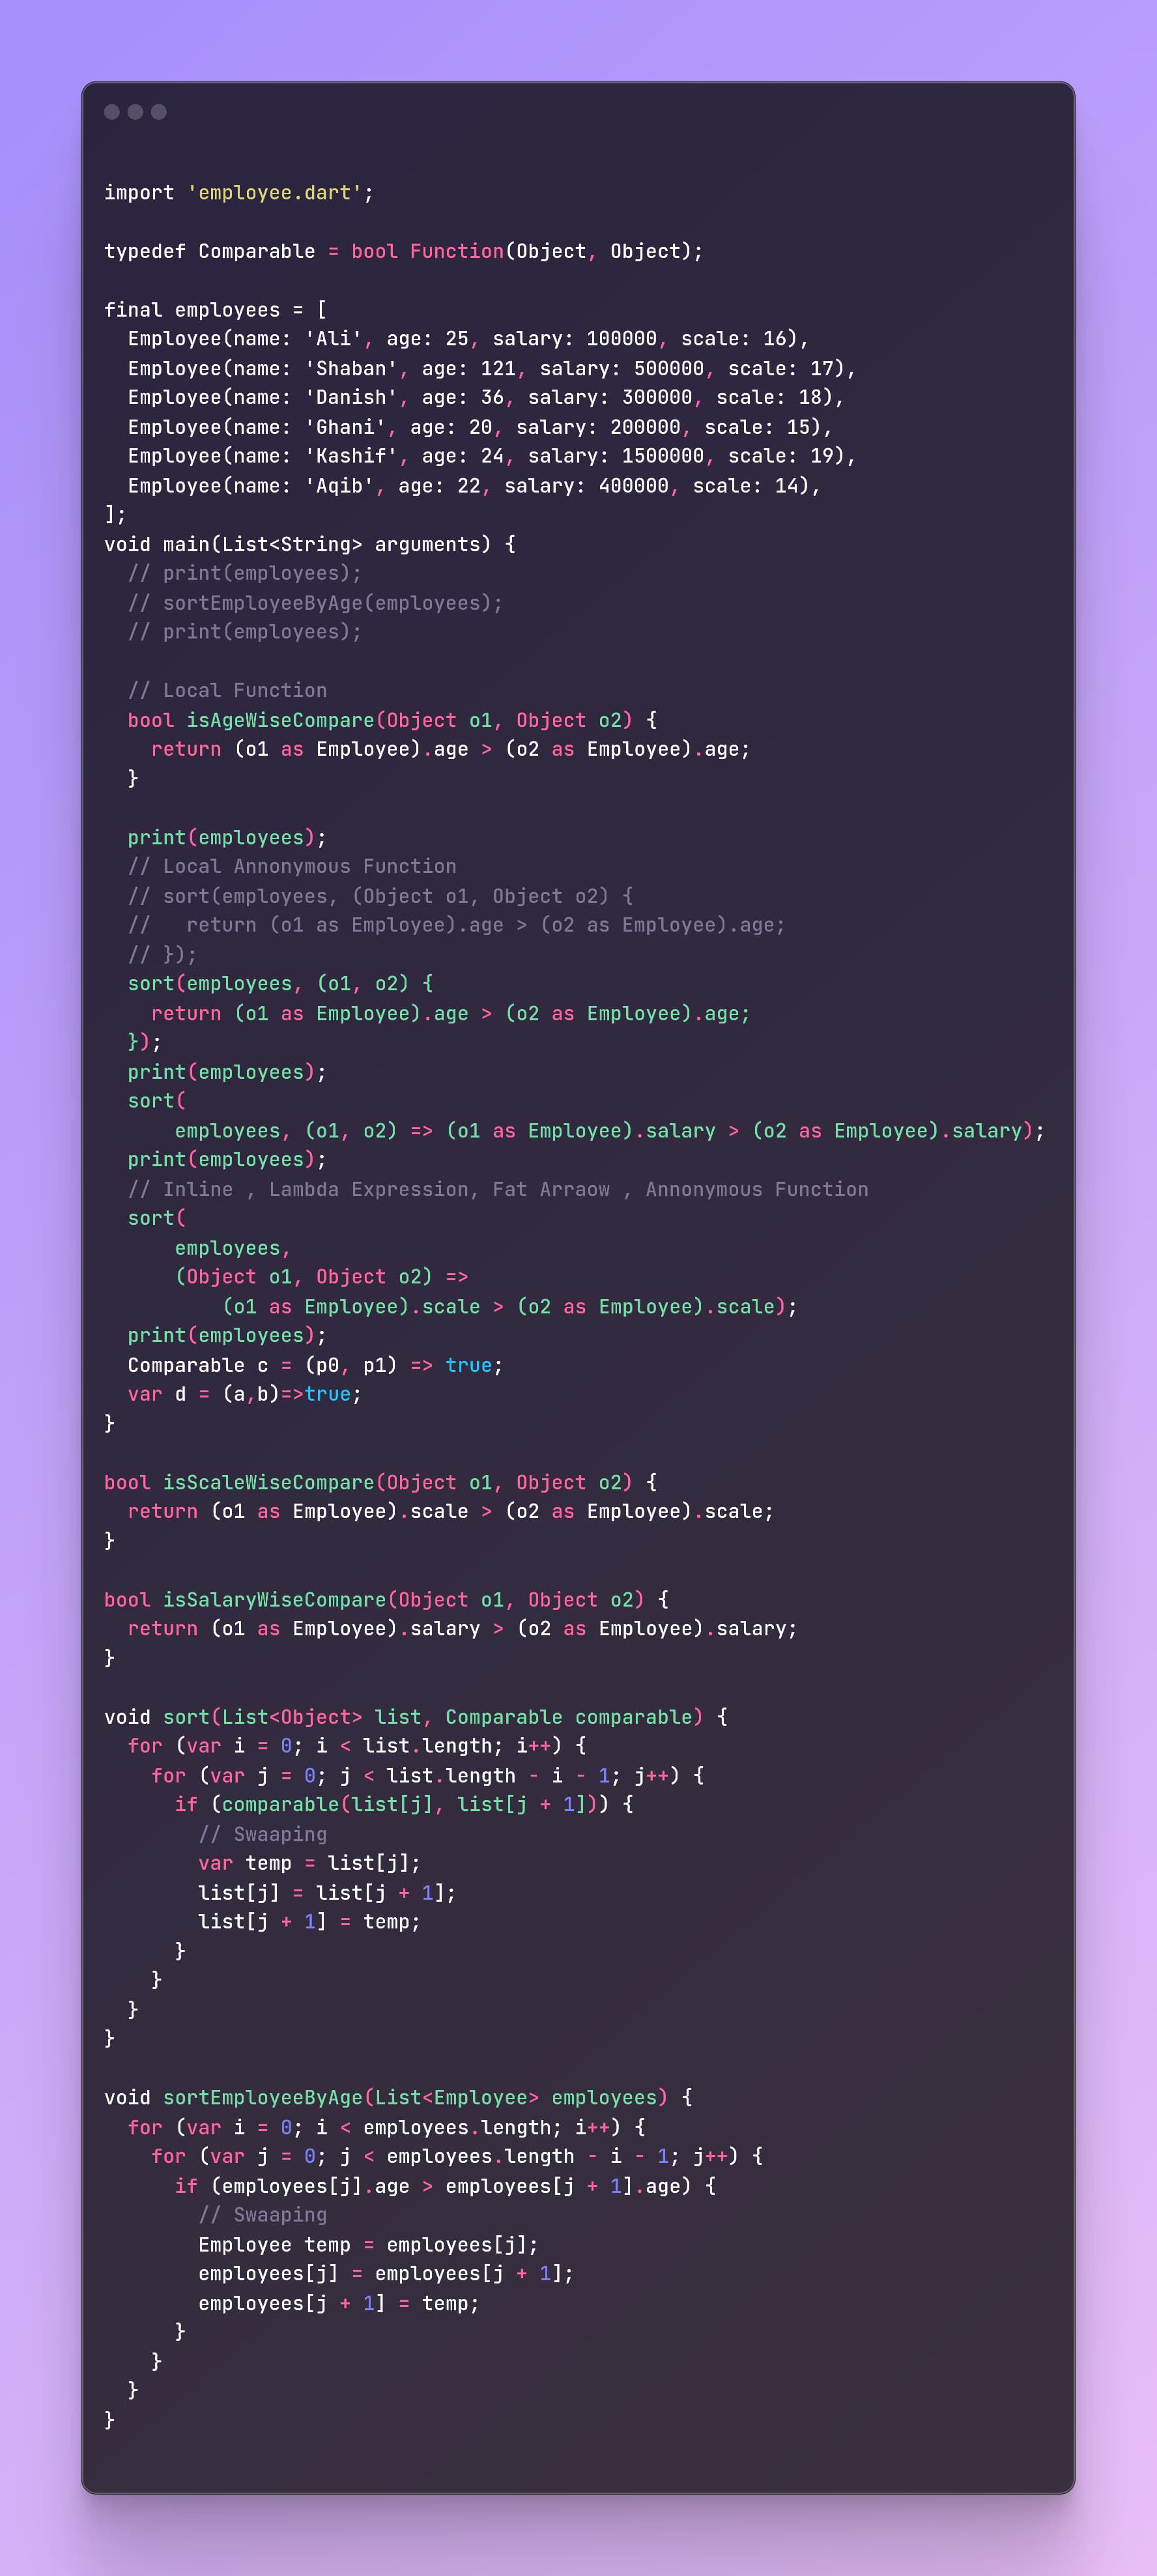 import 'employee.dart';

typedef Comparable = bool Function(Object, Object);

final employees = [
  Employee(name: 'Ali', age: 25, salary: 100000, scale: 16),
  Employee(name: 'Shaban', age: 121, salary: 500000, scale: 17),
  Employee(name: 'Danish', age: 36, salary: 300000, scale: 18),
  Employee(name: 'Ghani', age: 20, salary: 200000, scale: 15),
  Employee(name: 'Kashif', age: 24, salary: 1500000, scale: 19),
  Employee(name: 'Aqib', age: 22, salary: 400000, scale: 14),
];
void main(List<String> arguments) {
  // print(employees);
  // sortEmployeeByAge(employees);
  // print(employees);

  // Local Function
  bool isAgeWiseCompare(Object o1, Object o2) {
    return (o1 as Employee).age > (o2 as Employee).age;
  }

  print(employees);
  // Local Annonymous Function
  // sort(employees, (Object o1, Object o2) {
  //   return (o1 as Employee).age > (o2 as Employee).age;
  // });
  sort(employees, (o1, o2) {
    return (o1 as Employee).age > (o2 as Employee).age;
  });
  print(employees);
  sort(
      employees, (o1, o2) => (o1 as Employee).salary > (o2 as Employee).salary);
  print(employees);
  // Inline , Lambda Expression, Fat Arraow , Annonymous Function
  sort(
      employees,
      (Object o1, Object o2) =>
          (o1 as Employee).scale > (o2 as Employee).scale);
  print(employees);
  Comparable c = (p0, p1) => true;
  var d = (a,b)=>true;
}

bool isScaleWiseCompare(Object o1, Object o2) {
  return (o1 as Employee).scale > (o2 as Employee).scale;
}

bool isSalaryWiseCompare(Object o1, Object o2) {
  return (o1 as Employee).salary > (o2 as Employee).salary;
}

void sort(List<Object> list, Comparable comparable) {
  for (var i = 0; i < list.length; i++) {
    for (var j = 0; j < list.length - i - 1; j++) {
      if (comparable(list[j], list[j + 1])) {
        // Swaaping
        var temp = list[j];
        list[j] = list[j + 1];
        list[j + 1] = temp;
      }
    }
  }
}

void sortEmployeeByAge(List<Employee> employees) {
  for (var i = 0; i < employees.length; i++) {
    for (var j = 0; j < employees.length - i - 1; j++) {
      if (employees[j].age > employees[j + 1].age) {
        // Swaaping
        Employee temp = employees[j];
        employees[j] = employees[j + 1];
        employees[j + 1] = temp;
      }
    }
  }
}